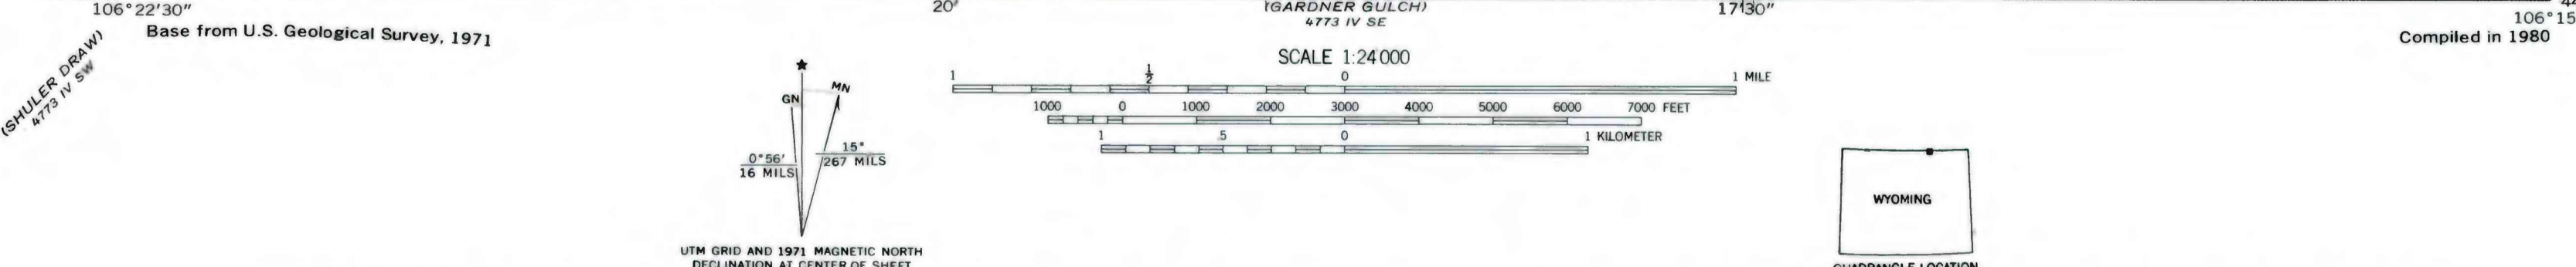 106°22'30"
20'
(GARDNER GULCH)
4773 IV SE
17'30"
106°15
Base from U.S. Geological Survey, 1971
Compiled in 1980
(SHULER DRAW)
4773 IV SW
SCALE 1:24 000
1 1/2 0 1 MILE
1000 0 1000 2000 3000 4000 5000 6000 7000 FEET
1 .5 0 1 KILOMETER
GN
MN
0°56'
16 MILS
15°
267 MILS
UTM GRID AND 1971 MAGNETIC NORTH
DECLINATION AT CENTER OF SHEET
WYOMING
QUADRANGLE LOCATION